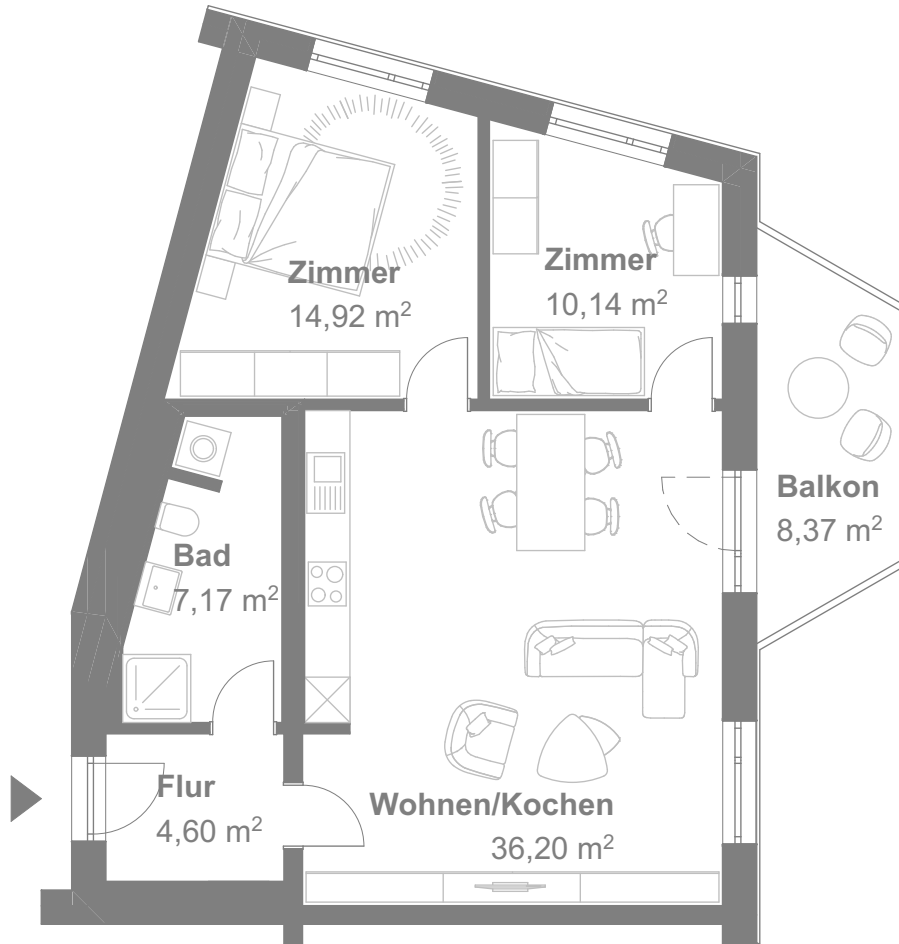 Zimmer
14,92 m²
Zimmer
10,14 m²
Balkon
8,37 m²
Bad
7,17 m²
Flur
4,60 m²
Wohnen/Kochen
36,20 m²